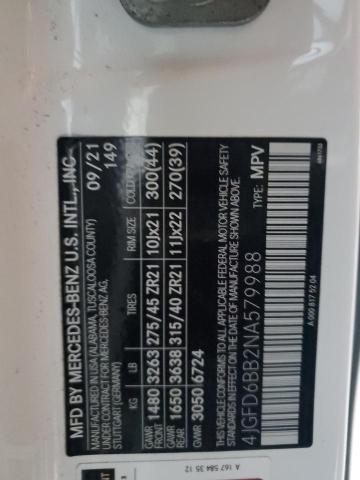 MFD BY MERCEDES-BENZ U.S. INTL., INC.
MANUFACTURED IN USA (ALABAMA, TUSCALOOSA COUNTY) 09/21
UNDER CONTRACT OF MERCEDES-BENZ AG, 149
STUTTGART (GERMANY)
KG LB RIM SIZE
GAWR FRONT 1480 3263 275/45 ZR21 10Jx21 300(44)
GAWR REAR 1650 3638 315/40 ZR21 11Jx22 270(39)
GVWR 3050 6724
THIS VEHICLE CONFORMS TO ALL APPLICABLE FEDERAL MOTOR VEHICLE SAFETY
STANDARDS IN EFFECT ON THE DATE OF MANUFACTURE SHOWN ABOVE.
4JGFD6BB2NA579988 TYPE: MPV
A 000 817 52 04
A 167 584 35 12